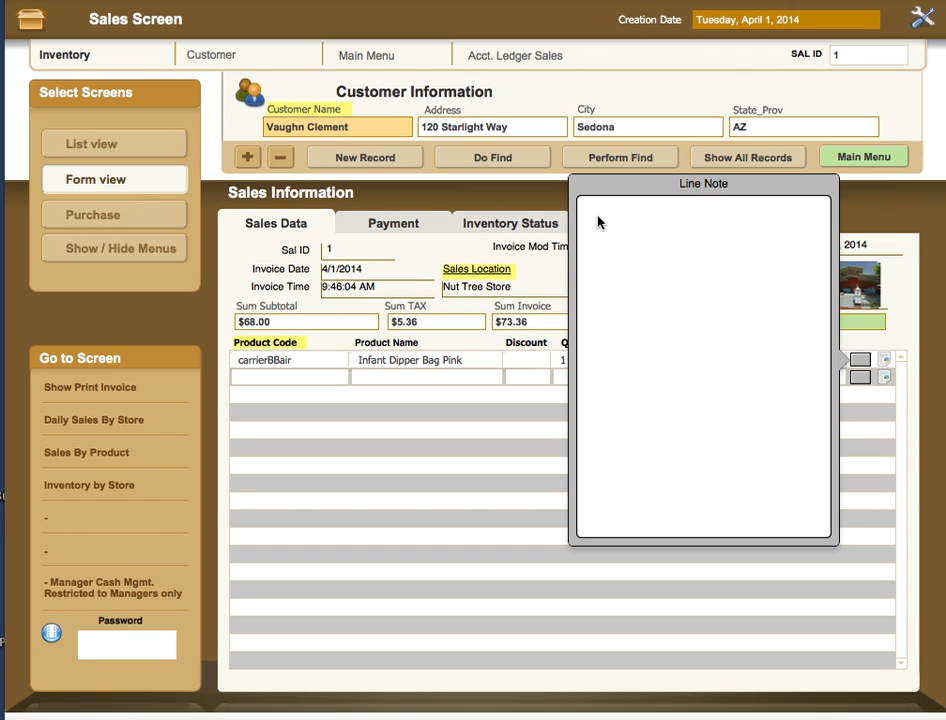 Sales Screen
Creation Date
Tuesday, April 1, 2014
Inventory
Customer
Main Menu
Acct. Ledger Sales
SAL ID
1
Select Screens
List view
Form view
Purchase
Show / Hide Menus
Customer Information
Customer Name
Address
City
State_Prov
Vaughn Clement
120 Starlight Way
Sedona
AZ
New Record
Do Find
Perform Find
Show All Records
Main Menu
Sales Information
Line Note
Sales Data
Payment
Inventory Status
Sal ID
1
Invoice Mod Tim
2014
Invoice Date
4/1/2014
Sales Location
Invoice Time
9:46:04 AM
Nut Tree Store
Sum Subtotal
Sum TAX
Sum Invoice
$68.00
$5.36
$73.36
Product Code
Product Name
Discount
Q
carrierBBair
Infant Dipper Bag Pink
1
Go to Screen
Show Print Invoice
Daily Sales By Store
Sales By Product
Inventory by Store
-
-
- Manager Cash Mgmt.
Restricted to Managers only
Password